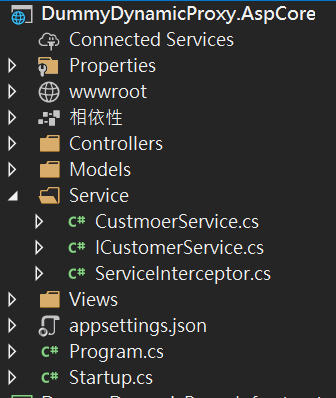 DummyDynamicProxy.AspCore
Connected Services
Properties
wwwroot
相依性
Controllers
Models
Service
C# CustmoerService.cs
C# ICustomerService.cs
C# ServiceInterceptor.cs
Views
appsettings.json
C# Program.cs
C# Startup.cs